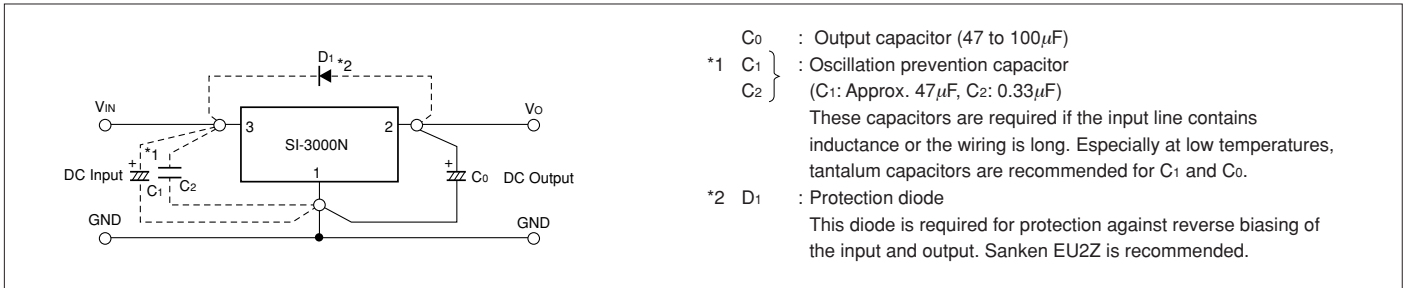 D1 *2
VIN
VO
3
2
SI-3000N
1
*1
+
+
DC Input
C1
C2
C0
DC Output
GND
GND
C0 : Output capacitor (47 to 100μF)
*1 C1 : Oscillation prevention capacitor
C2 (C1: Approx. 47μF, C2: 0.33μF)
These capacitors are required if the input line contains
inductance or the wiring is long. Especially at low temperatures,
tantalum capacitors are recommended for C1 and C0.
*2 D1 : Protection diode
This diode is required for protection against reverse biasing of
the input and output. Sanken EU2Z is recommended.